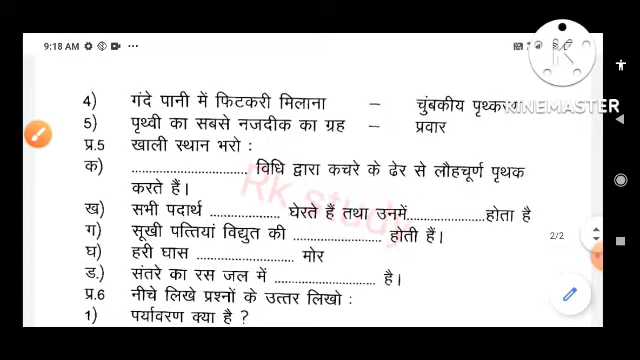 9:18 AM
4) गंदे पानी में फिटकरी मिलाना – चुंबकीय पृथ्करण
5) पृथ्वी का सबसे नजदीक का ग्रह – प्रवार
प्र.5 खाली स्थान भरो :
क) .............................. विधि द्वारा कचरे के ढेर से लौहचूर्ण पृथक
करते हैं।
ख) सभी पदार्थ .................. घेरते हैं तथा उनमें....................होता है
ग) सूखी पत्तियां विद्युत की ....................... होती हैं।
घ) हरी घास ......................... मोर
ड.) संतरे का रस जल में .......................... है।
प्र.6 नीचे लिखे प्रश्नों के उत्तर लिखो :
1) पर्यावरण क्या है ?
Rk study
2/2
KINEMASTER